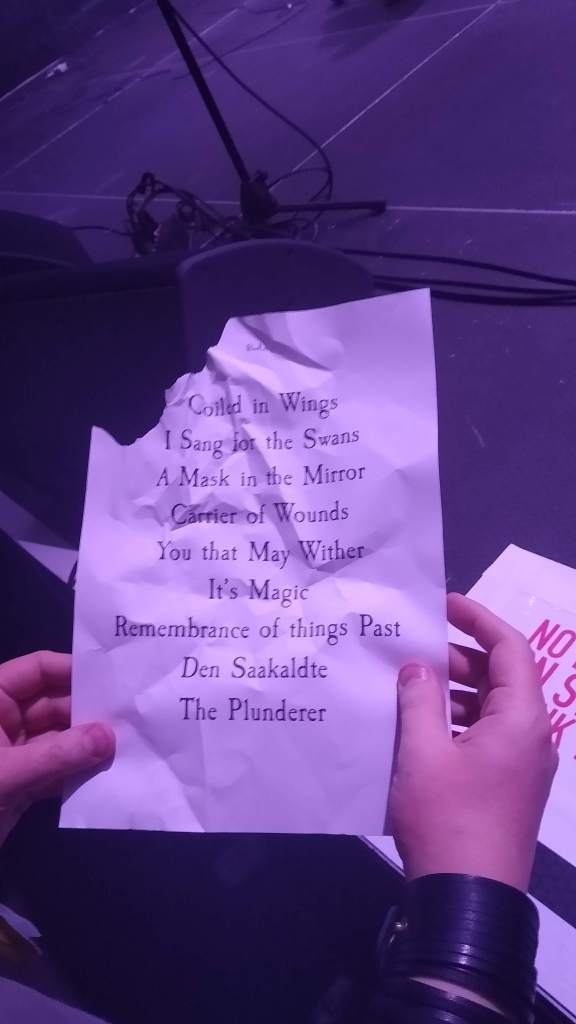 Coiled in Wings
I Sang for the Swans
A Mask in the Mirror
Carrier of Wounds
You that May Wither
It's Magic
Remembrance of things Past
Den Saakaldte
The Plunderer
NO